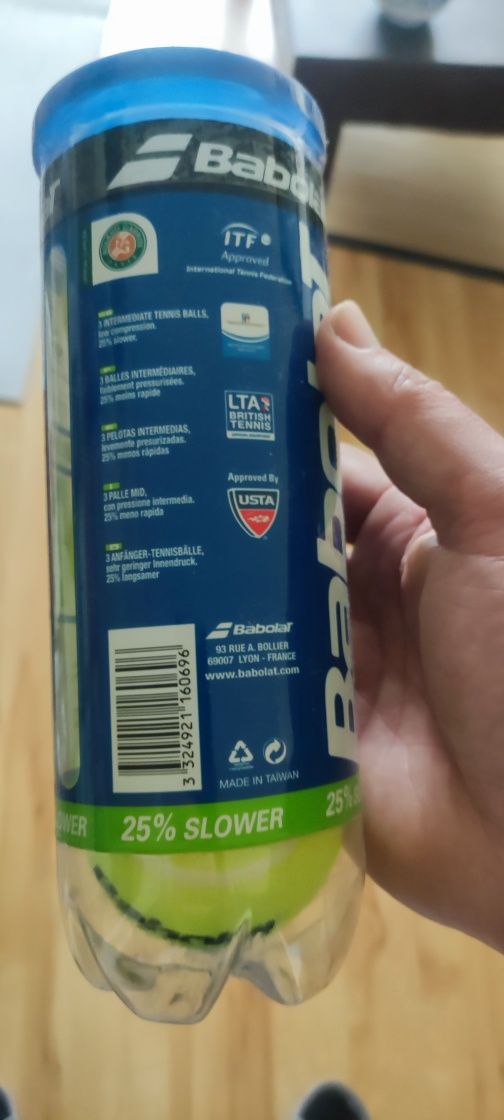 Babolat
ITF
Approved
International Tennis Federation
3 INTERMEDIATE TENNIS BALLS,
low compression.
25% slower.
3 BALLES INTERMÉDIAIRES,
faiblement pressurisées.
25% moins rapide
LTA
BRITISH
TENNIS
3 PELOTAS INTERMEDIAS,
levemente presurizadas.
25% menos rápidas
Approved By
USTA
3 PALLE MID,
con pressione intermedia.
25% meno rapida
3 ANFÄNGER-TENNISBÄLLE,
sehr geringer Innendruck.
25% langsamer
Babolat
93 RUE A. BOLLIER
69007 LYON - FRANCE
www.babolat.com
3 324921 160696
MADE IN TAÏWAN
25% SLOWER
25%
Babolat